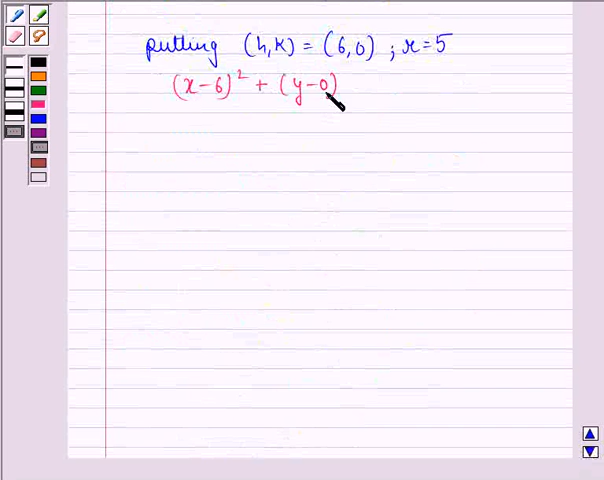 putting (h,K) = (6,0) ; r=5
(x-6)² + (y-0)